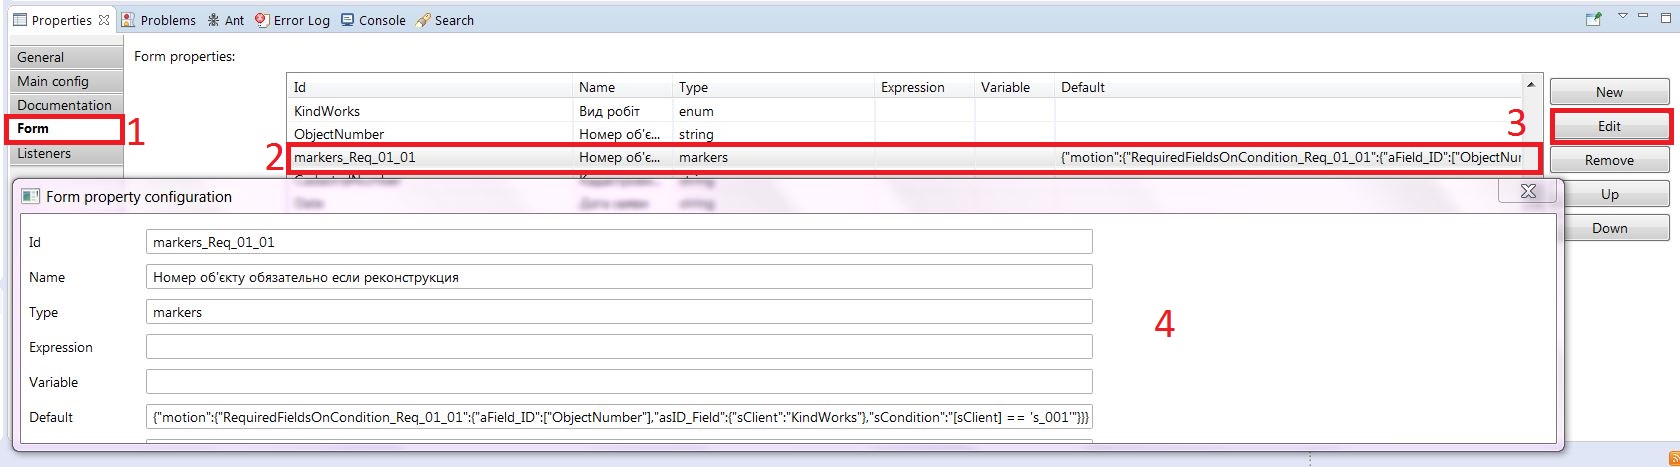 Properties Problems Ant Error Log Console Search
General
Main config
Documentation
Form
Listeners
1
Form properties:
Id Name Type Expression Variable Default
KindWorks Вид робіт enum
ObjectNumber Номер об'є... string
2
markers_Req_01_01 Номер об'є... markers {"motion":{"RequiredFieldsOnCondition_Req_01_01":{"aField_ID":["ObjectNur
3
New
Edit
Remove
Up
Down
Form property configuration
Id markers_Req_01_01
Name Номер об'єкту обязательно если реконструкция
Type markers
Expression
Variable
Default {"motion":{"RequiredFieldsOnCondition_Req_01_01":{"aField_ID":["ObjectNumber"],"asID_Field":{"sClient":"KindWorks"},"sCondition":"[sClient] == 's_001'"}}}
4